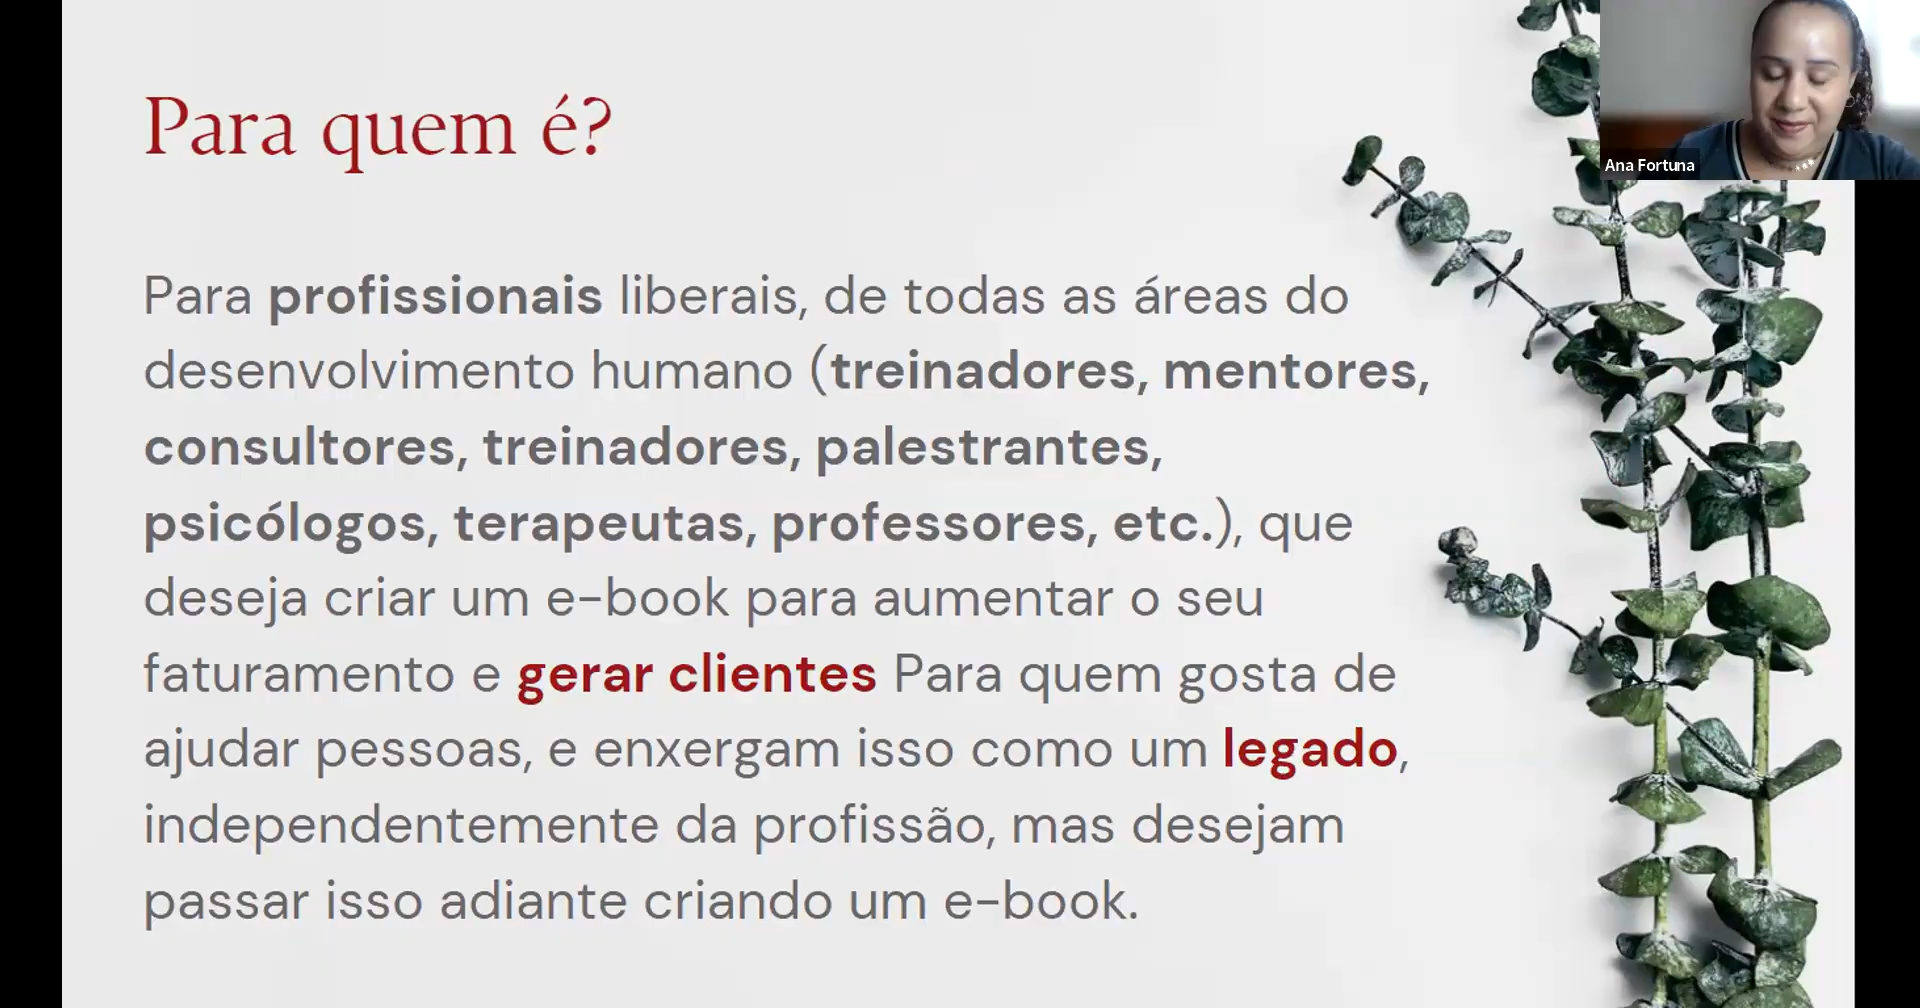 Para quem é?
Para profissionais liberais, de todas as áreas do
desenvolvimento humano (treinadores, mentores,
consultores, treinadores, palestrantes,
psicólogos, terapeutas, professores, etc.), que
deseja criar um e-book para aumentar o seu
faturamento e gerar clientes Para quem gosta de
ajudar pessoas, e enxergam isso como um legado,
independentemente da profissão, mas desejam
passar isso adiante criando um e-book.
Ana Fortuna